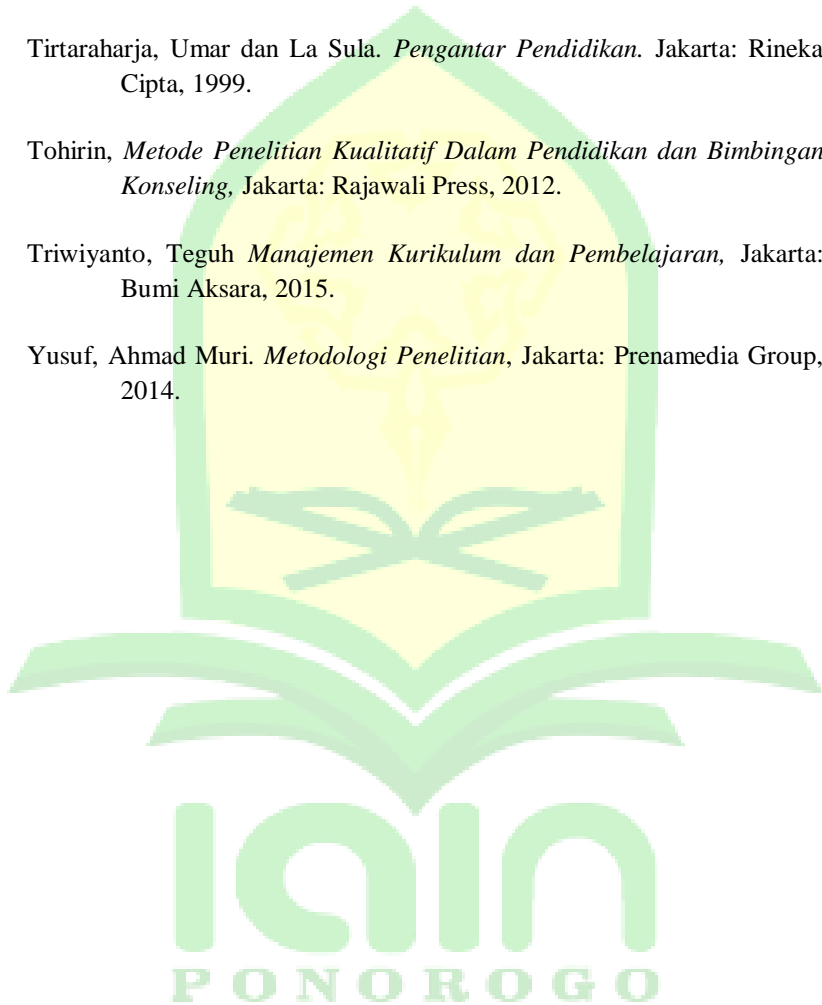 Tirtaraharja, Umar dan La Sula. Pengantar Pendidikan. Jakarta: Rineka
Cipta, 1999.
Tohirin, Metode Penelitian Kualitatif Dalam Pendidikan dan Bimbingan
Konseling, Jakarta: Rajawali Press, 2012.
Triwiyanto, Teguh Manajemen Kurikulum dan Pembelajaran, Jakarta:
Bumi Aksara, 2015.
Yusuf, Ahmad Muri. Metodologi Penelitian, Jakarta: Prenamedia Group,
2014.
iain
PONOROGO